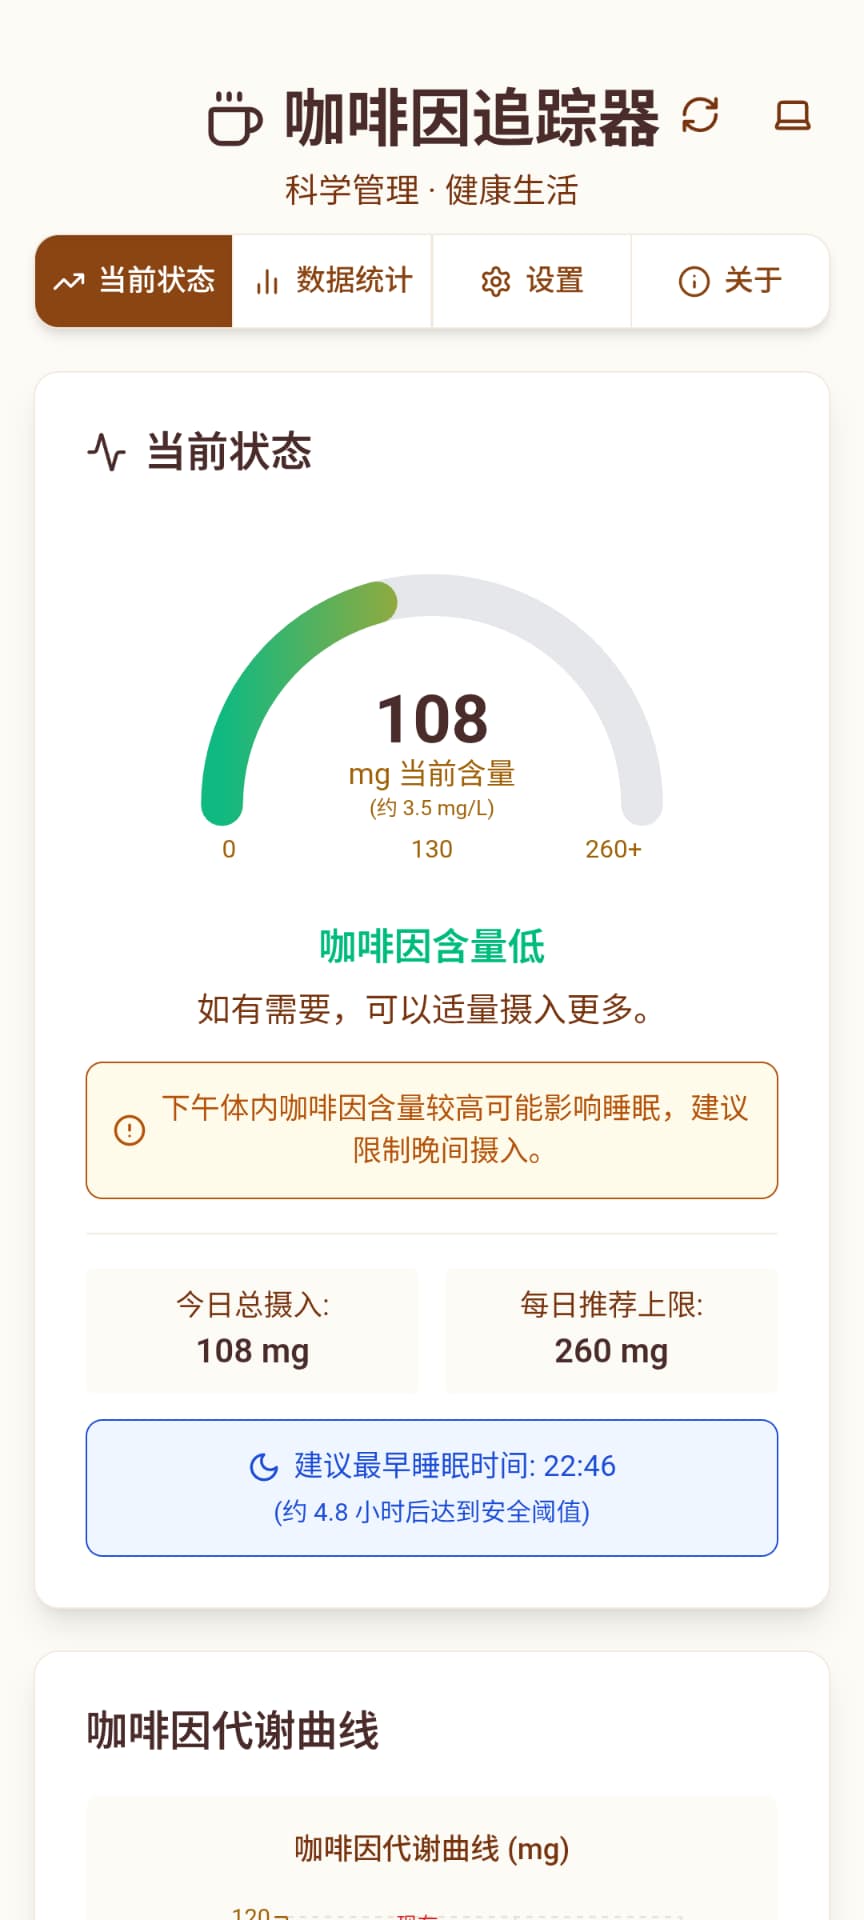 咖啡因追踪器
科学管理 · 健康生活
当前状态
数据统计
设置
关于
当前状态
108
mg 当前含量
(约 3.5 mg/L)
0
130
260+
咖啡因含量低
如有需要，可以适量摄入更多。
下午体内咖啡因含量较高可能影响睡眠，建议
限制晚间摄入。
今日总摄入:
108 mg
每日推荐上限:
260 mg
建议最早睡眠时间: 22:46
(约 4.8 小时后达到安全阈值)
咖啡因代谢曲线
咖啡因代谢曲线 (mg)
120